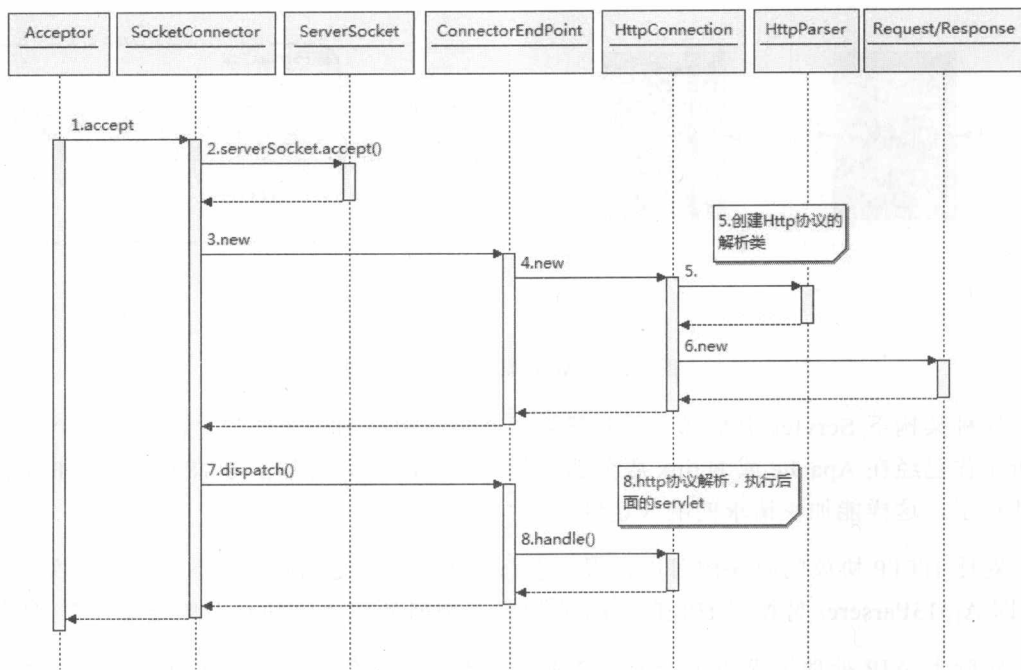 Acceptor
SocketConnector
ServerSocket
ConnectorEndPoint
HttpConnection
HttpParser
Request/Response
1.accept
2.serverSocket.accept()
5.创建Http协议的
解析类
3.new
4.new
5.
6.new
7.dispatch()
8.http协议解析，执行后
面的servlet
8.handle()